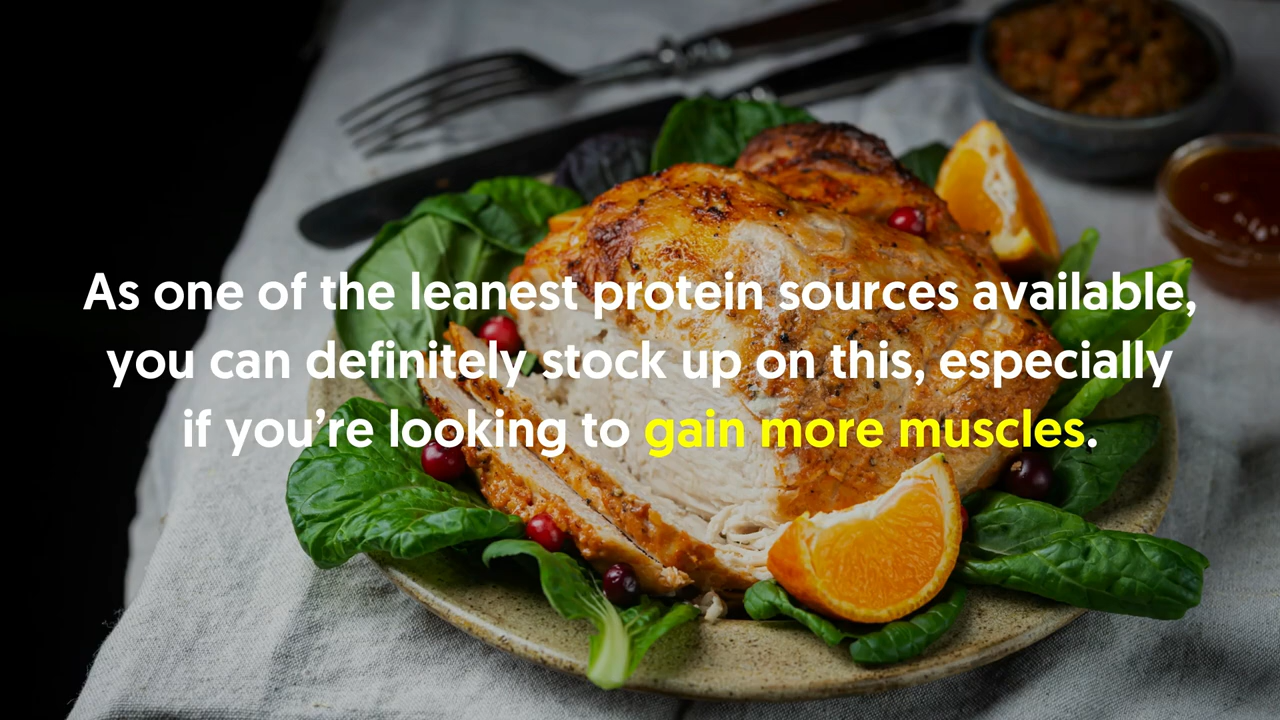 As one of the leanest protein sources available,
you can definitely stock up on this, especially
if you’re looking to gain more muscles.